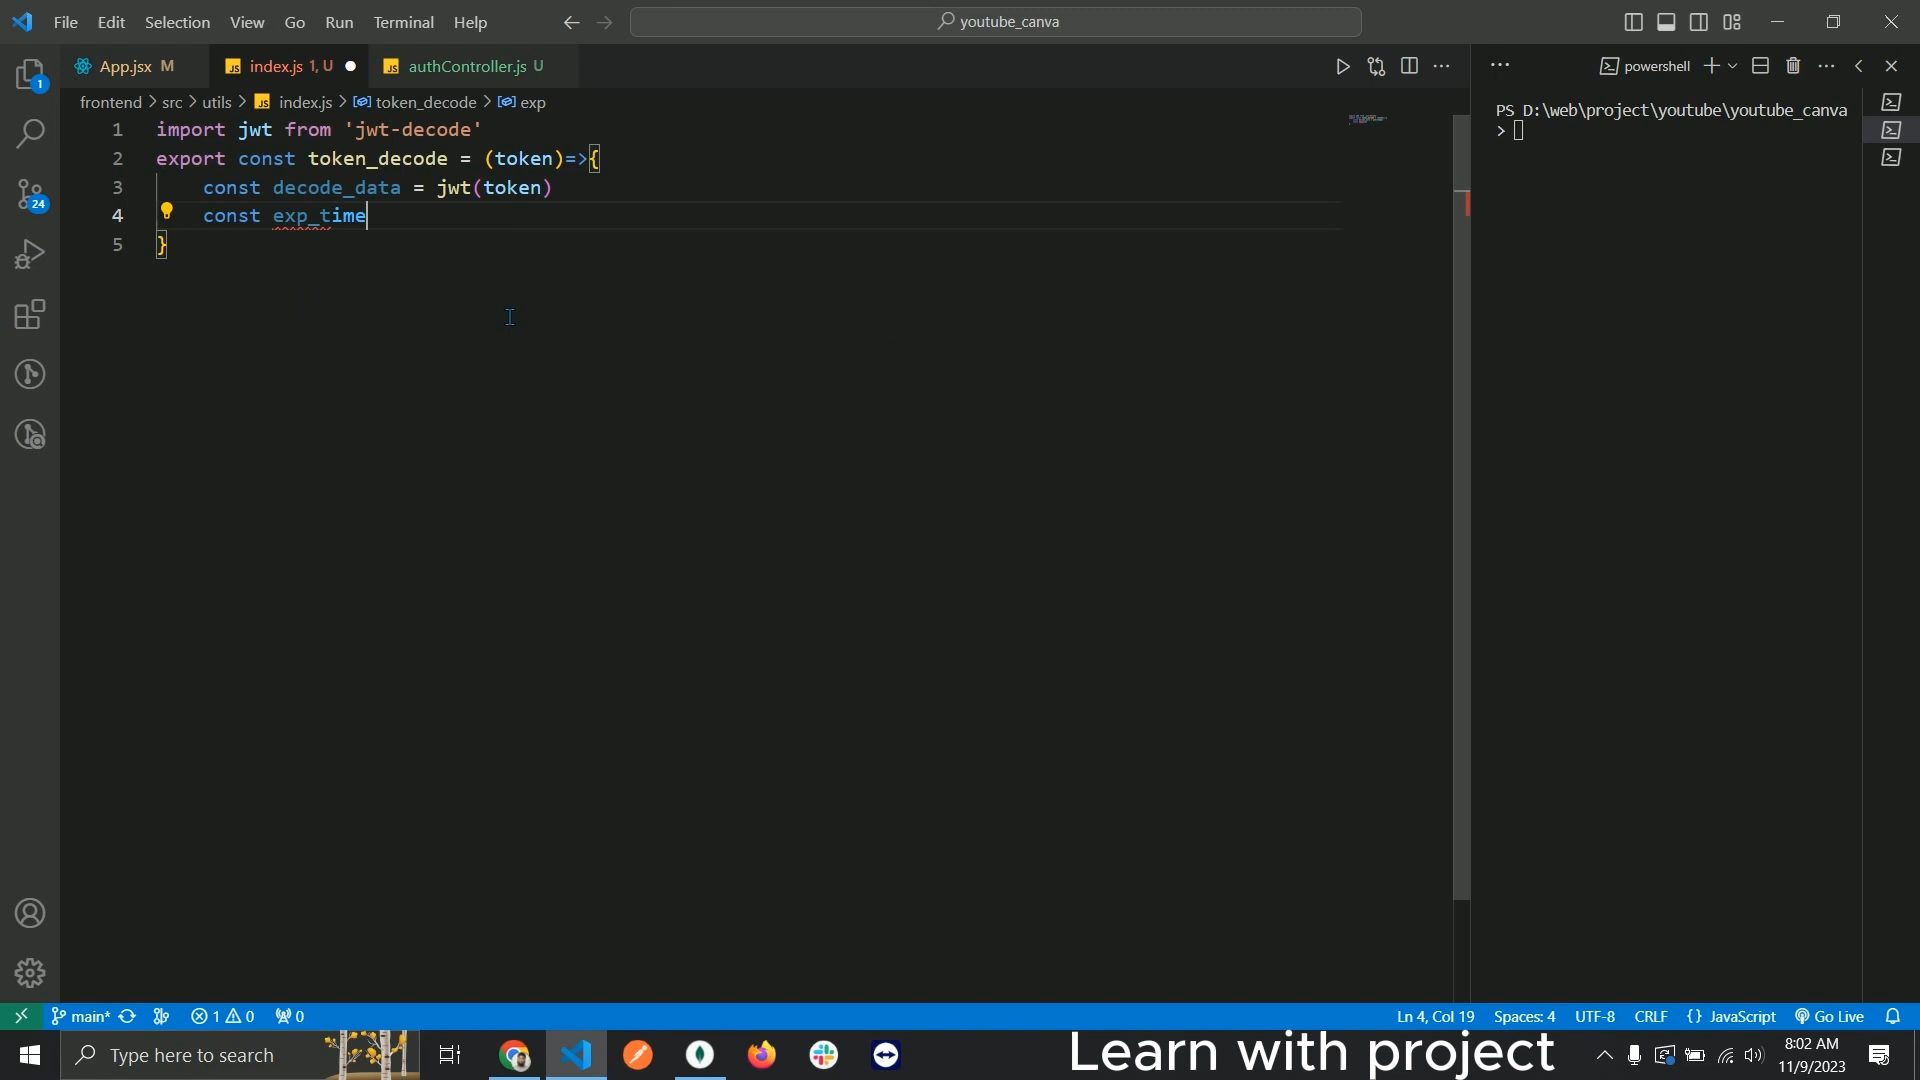 File Edit Selection View Go Run Terminal Help
youtube_canva
App.jsx M
index.js 1, U
authController.js U
powershell
frontend > src > utils > index.js > token_decode > exp
1 import jwt from 'jwt-decode'
2 export const token_decode = (token)=>{
3 const decode_data = jwt(token)
4 const exp_time
5 }
PS D:\web\project\youtube\youtube_canva
>
1
24
main*
1 0
0
Ln 4, Col 19
Spaces: 4
UTF-8
CRLF
{} JavaScript
Go Live
Type here to search
Learn with project
8:02 AM
11/9/2023